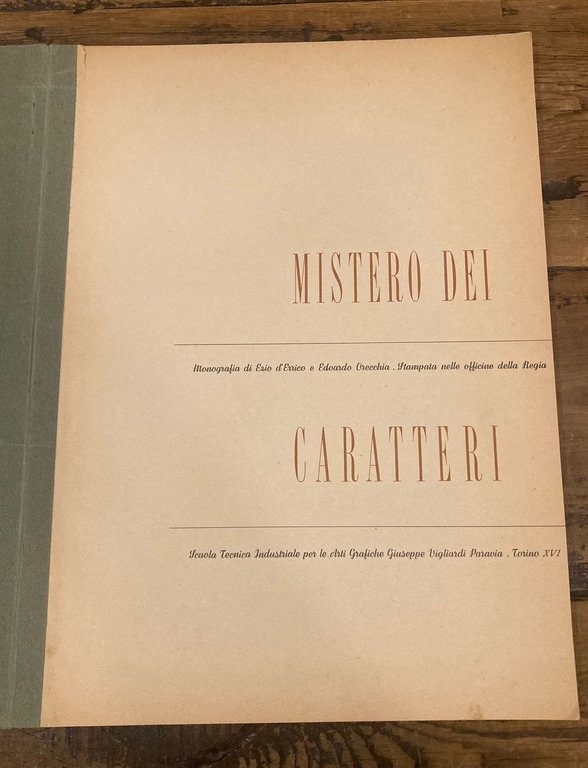 MISTERO DEI
Monografia di Ezio d'Errico e Edoardo Orecchia . Stampata nelle officine della Regia
CARATTERI
Scuola Tecnica Industriale per le Arti Grafiche Giuseppe Vigliardi Paravia . Torino XVI